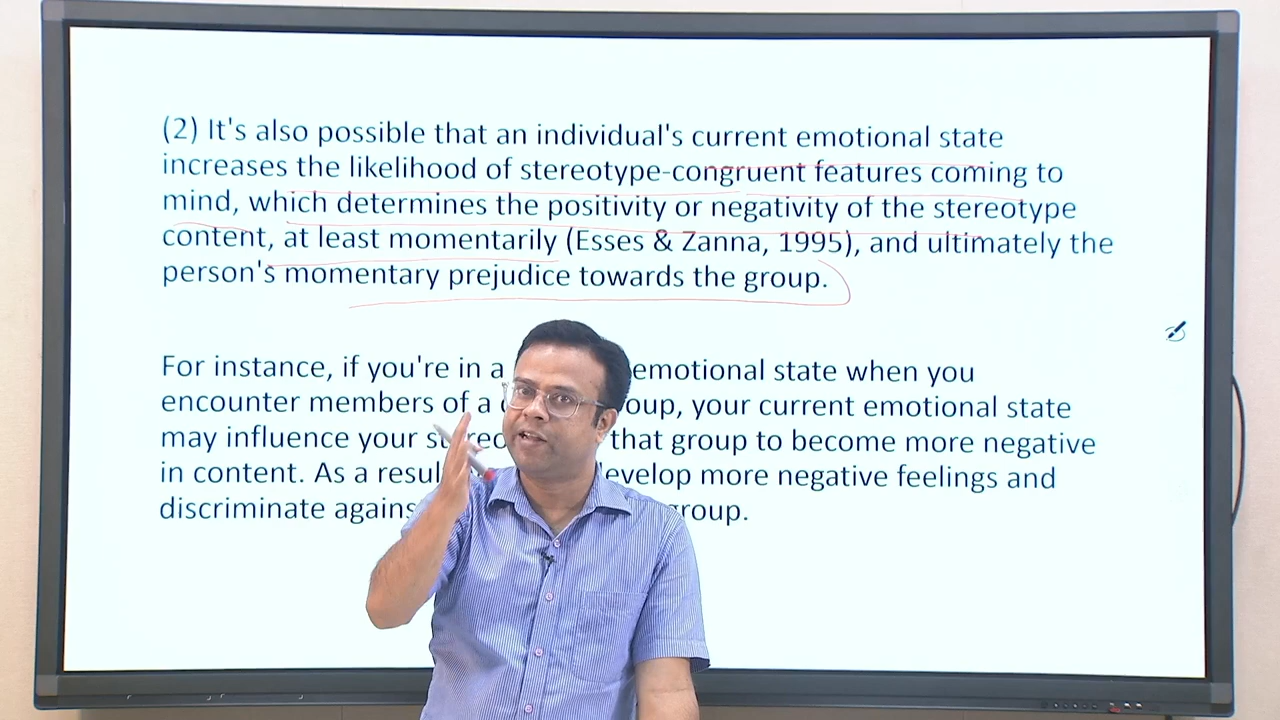 (2) It's also possible that an individual's current emotional state
increases the likelihood of stereotype-congruent features coming to
mind, which determines the positivity or negativity of the stereotype
content, at least momentarily (Esses & Zanna, 1995), and ultimately the
person's momentary prejudice towards the group.
For instance, if you're in a emotional state when you
encounter members of a your current emotional state
may influence your that group to become more negative
in content. As a more negative feelings and
discriminate group.